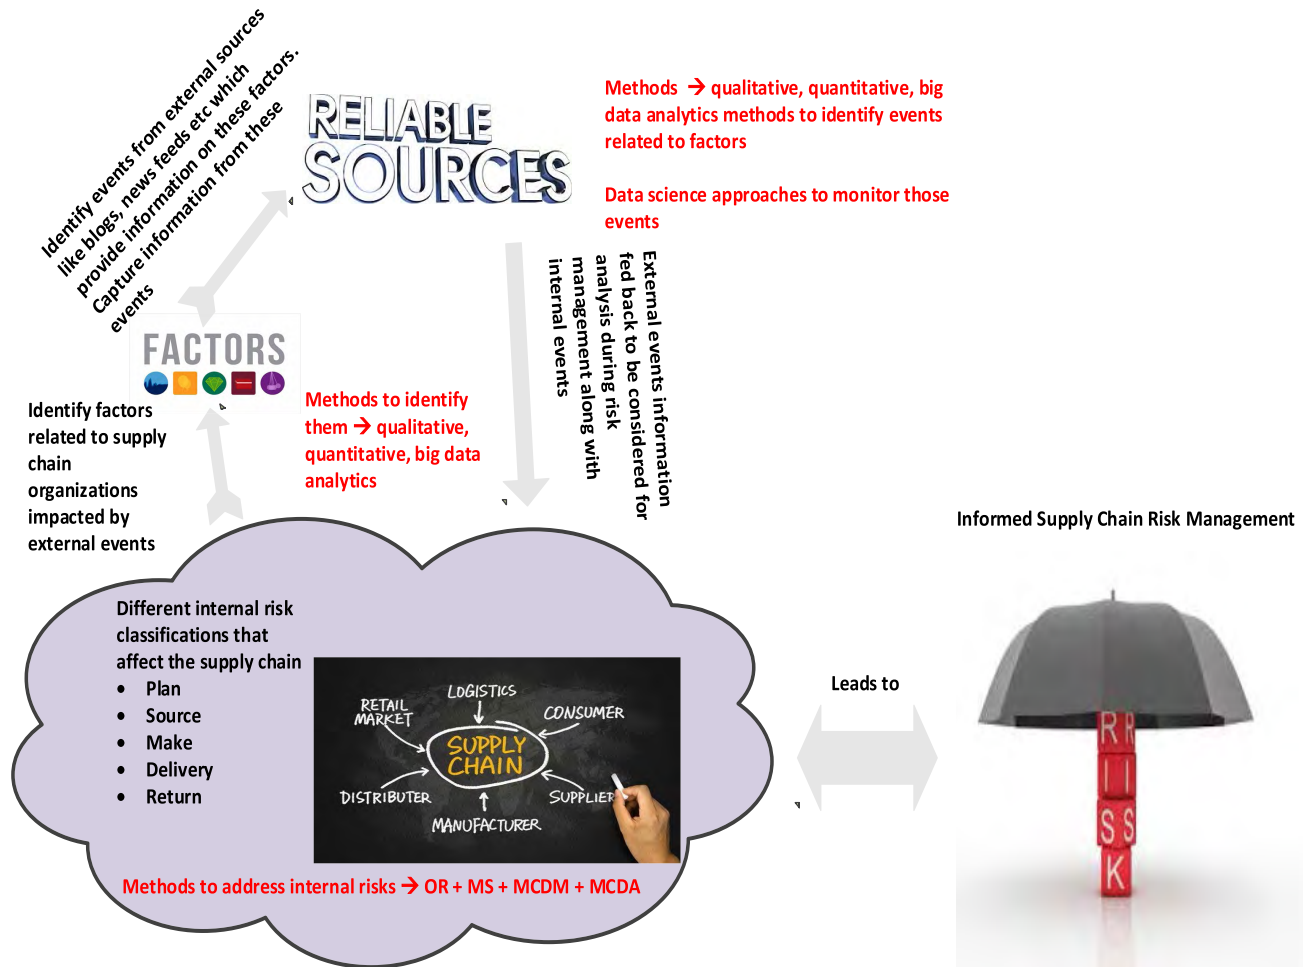 Identify events from external sources
like blogs, news feeds etc which
provide information on these factors.
Capture information from these
events
RELIABLE
SOURCES
Methods → qualitative, quantitative, big
data analytics methods to identify events
related to factors
Data science approaches to monitor those
events
External events information
fed back to be considered for
analysis during risk
management along with
internal events
FACTORS
Identify factors
related to supply
chain
organizations
impacted by
external events
Methods to identify
them → qualitative,
quantitative, big data
analytics
Different internal risk
classifications that
affect the supply chain
• Plan
• Source
• Make
• Delivery
• Return
LOGISTICS
RETAIL
MARKET
CONSUMER
SUPPLY
CHAIN
DISTRIBUTER
SUPPLIER
MANUFACTURER
Methods to address internal risks → OR + MS + MCDM + MCDA
Leads to
Informed Supply Chain Risk Management
R R
I I
S S
K